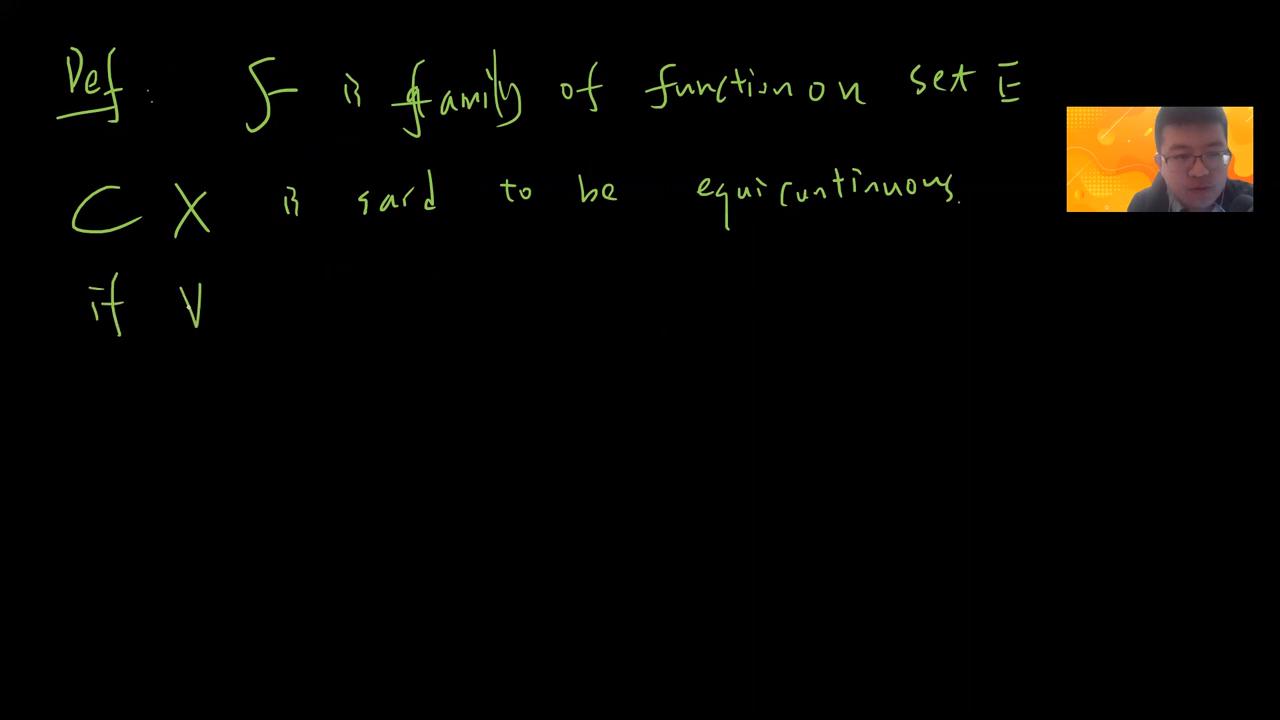 Def: F is family of function on set E
⊂ X is said to be equicontinuous.
if ∀